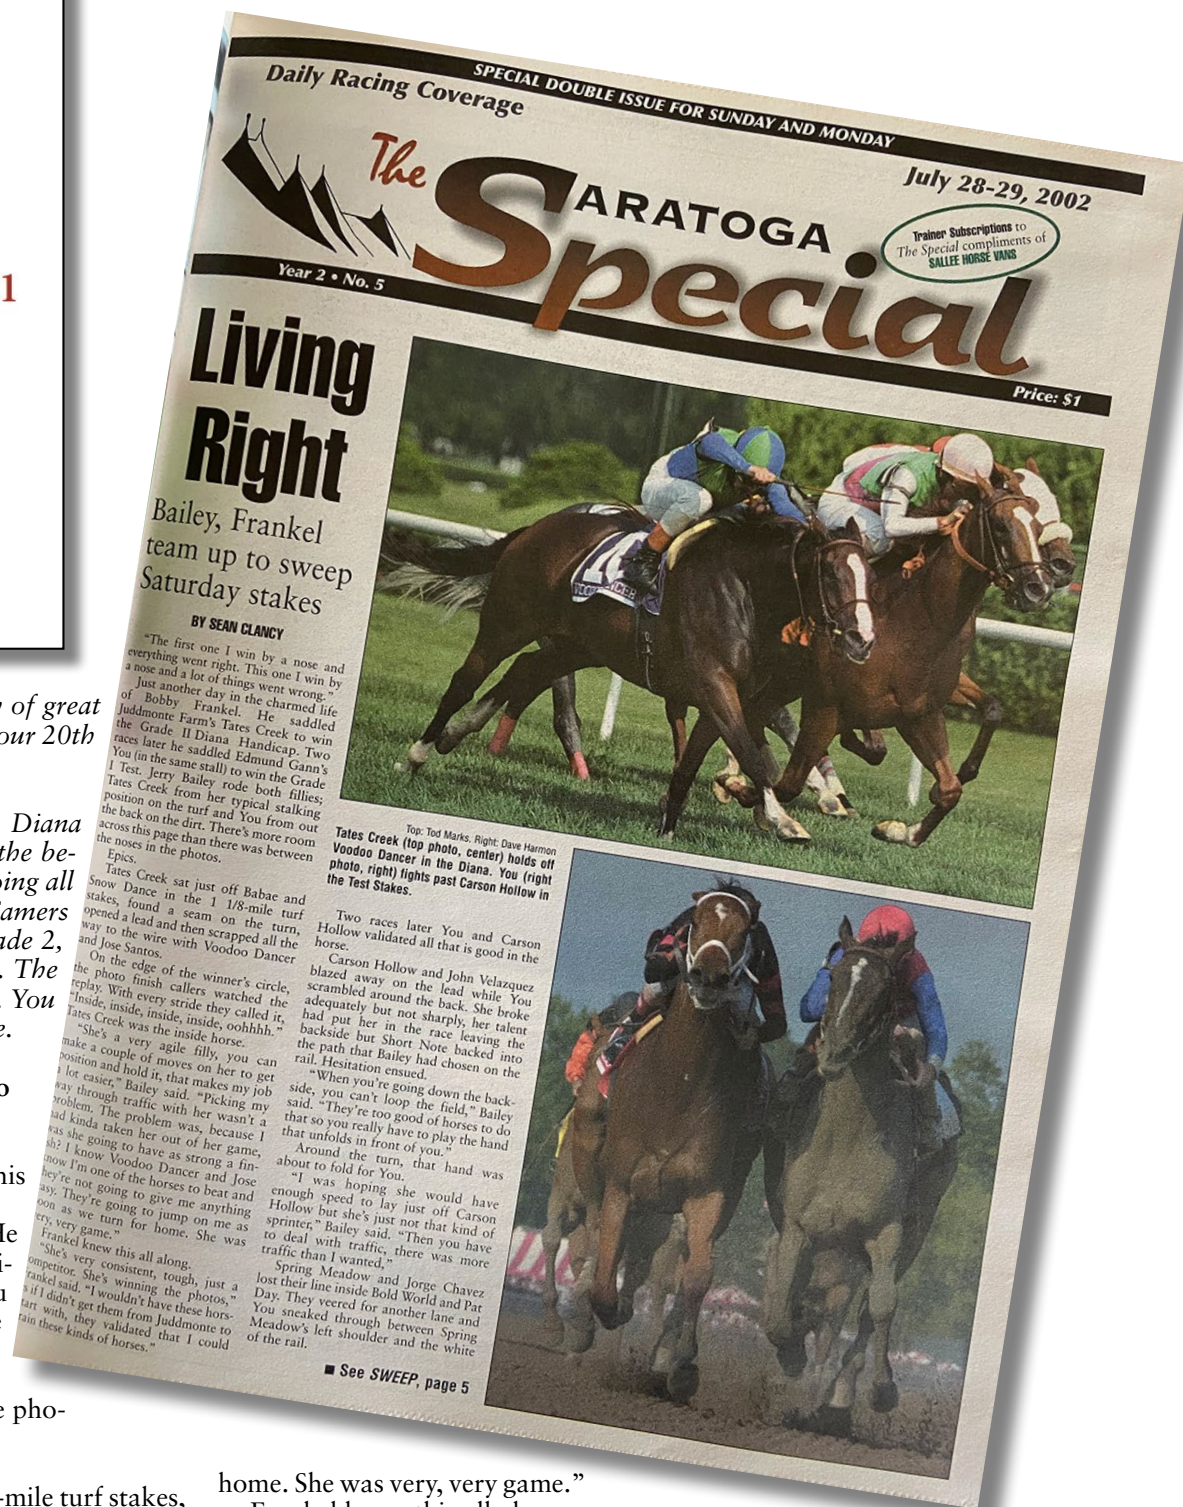 1
SPECIAL DOUBLE ISSUE FOR SUNDAY AND MONDAY
Daily Racing Coverage
July 28-29, 2002
The SARATOGA
Special
Trainer Subscriptions to
The Special compliments of
SALLEE HORSE VANS
Year 2 • No. 5
Price: $1
Living
Right
Bailey, Frankel
team up to sweep
Saturday stakes
BY SEAN CLANCY
“The first one I win by a nose and
everything went right. This one I win by
a nose and a lot of things went wrong.”
Just another day in the charmed life
of Bobby Frankel. He saddled
Juddmonte Farm’s Tates Creek to win
the Grade II Diana Handicap. Two
races later he saddled Edmund Gann’s
You (in the same stall) to win the Grade
I Test. Jerry Bailey rode both fillies;
Tates Creek from her typical stalking
position on the turf and You from out
the back on the dirt. There’s more room
across this page than there was between
the noses in the photos.
Epics.
Tates Creek sat just off Babae and
Snow Dance in the 1 1/8-mile turf
stakes, found a seam on the turn,
opened a lead and then scrapped all the
way to the wire with Voodoo Dancer
and Jose Santos.
On the edge of the winner’s circle,
the photo finish callers watched the
replay. With every stride they called it,
“Inside, inside, inside, inside, oohhhh.”
Tates Creek was the inside horse.
“She’s a very agile filly, you can
make a couple of moves on her to get
position and hold it, that makes my job
lot easier,” Bailey said. “Picking my
way through traffic with her wasn’t a
problem. The problem was, because I
had kinda taken her out of her game,
was she going to have as strong a fin-
sh? I know Voodoo Dancer and Jose
now I’m one of the horses to beat and
hey’re not going to give me anything
asy. They’re going to jump on me as
oon as we turn for home. She was
ery, very game.”
Frankel knew this all along.
“She’s very consistent, tough, just a
ompetitor. She’s winning the photos,”
rankel said. “I wouldn’t have these hors-
s if I didn’t get them from Juddmonte to
art with, they validated that I could
rain these kinds of horses.”
Top: Tod Marks. Right: Dave Harmon
Tates Creek (top photo, center) holds off
Voodoo Dancer in the Diana. You (right
photo, right) fights past Carson Hollow in
the Test Stakes.
Two races later You and Carson
Hollow validated all that is good in the
horse.
Carson Hollow and John Velazquez
blazed away on the lead while You
scrambled around the back. She broke
adequately but not sharply, her talent
had put her in the race leaving the
backside but Short Note backed into
the path that Bailey had chosen on the
rail. Hesitation ensued.
“When you’re going down the back-
side, you can’t loop the field,” Bailey
said. “They’re too good of horses to do
that so you really have to play the hand
that unfolds in front of you.”
Around the turn, that hand was
about to fold for You.
“I was hoping she would have
enough speed to lay just off Carson
Hollow but she’s just not that kind of
sprinter,” Bailey said. “Then you have
to deal with traffic, there was more
traffic than I wanted,”
Spring Meadow and Jorge Chavez
lost their line inside Bold World and Pat
Day. They veered for another lane and
You sneaked through between Spring
Meadow’s left shoulder and the white
of the rail.
■ See SWEEP, page 5
of great
our 20th
Diana
the be-
oing all
amers
ade 2,
. The
You
e.
o
his
He
i-
u
e
e pho-
-mile turf stakes,
home. She was very, very game.”